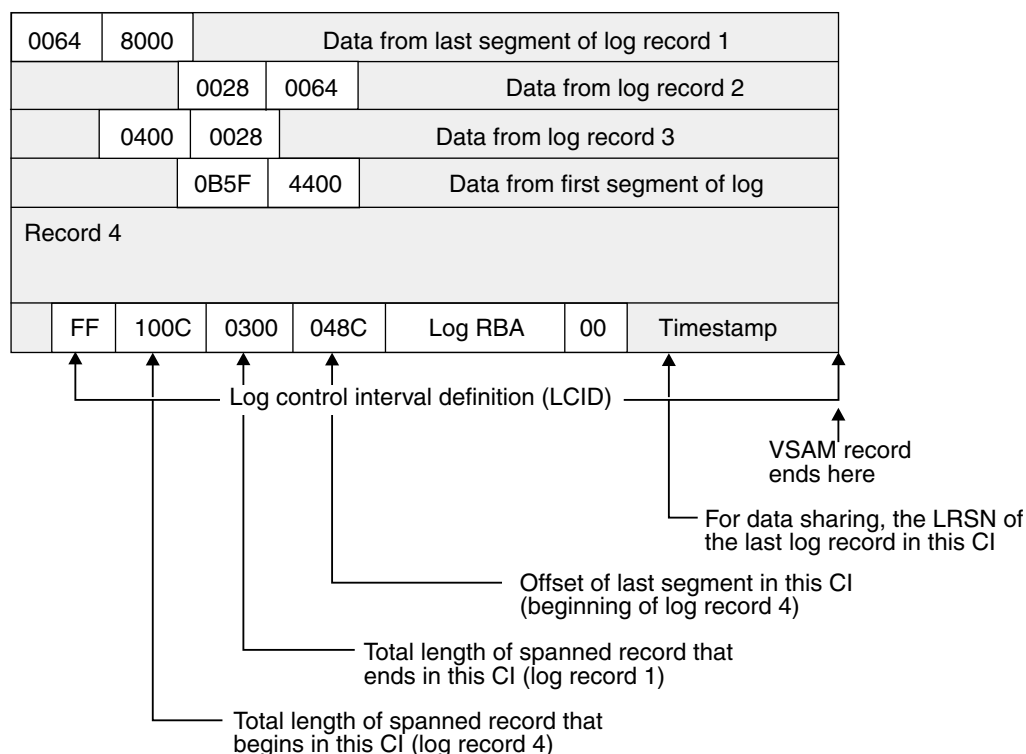 0064 8000 Data from last segment of log record 1
0028 0064 Data from log record 2
0400 0028 Data from log record 3
0B5F 4400 Data from first segment of log
Record 4
FF 100C 0300 048C Log RBA 00 Timestamp
Log control interval definition (LCID)
VSAM record
ends here
For data sharing, the LRSN of
the last log record in this CI
Offset of last segment in this CI
(beginning of log record 4)
Total length of spanned record that
ends in this CI (log record 1)
Total length of spanned record that
begins in this CI (log record 4)